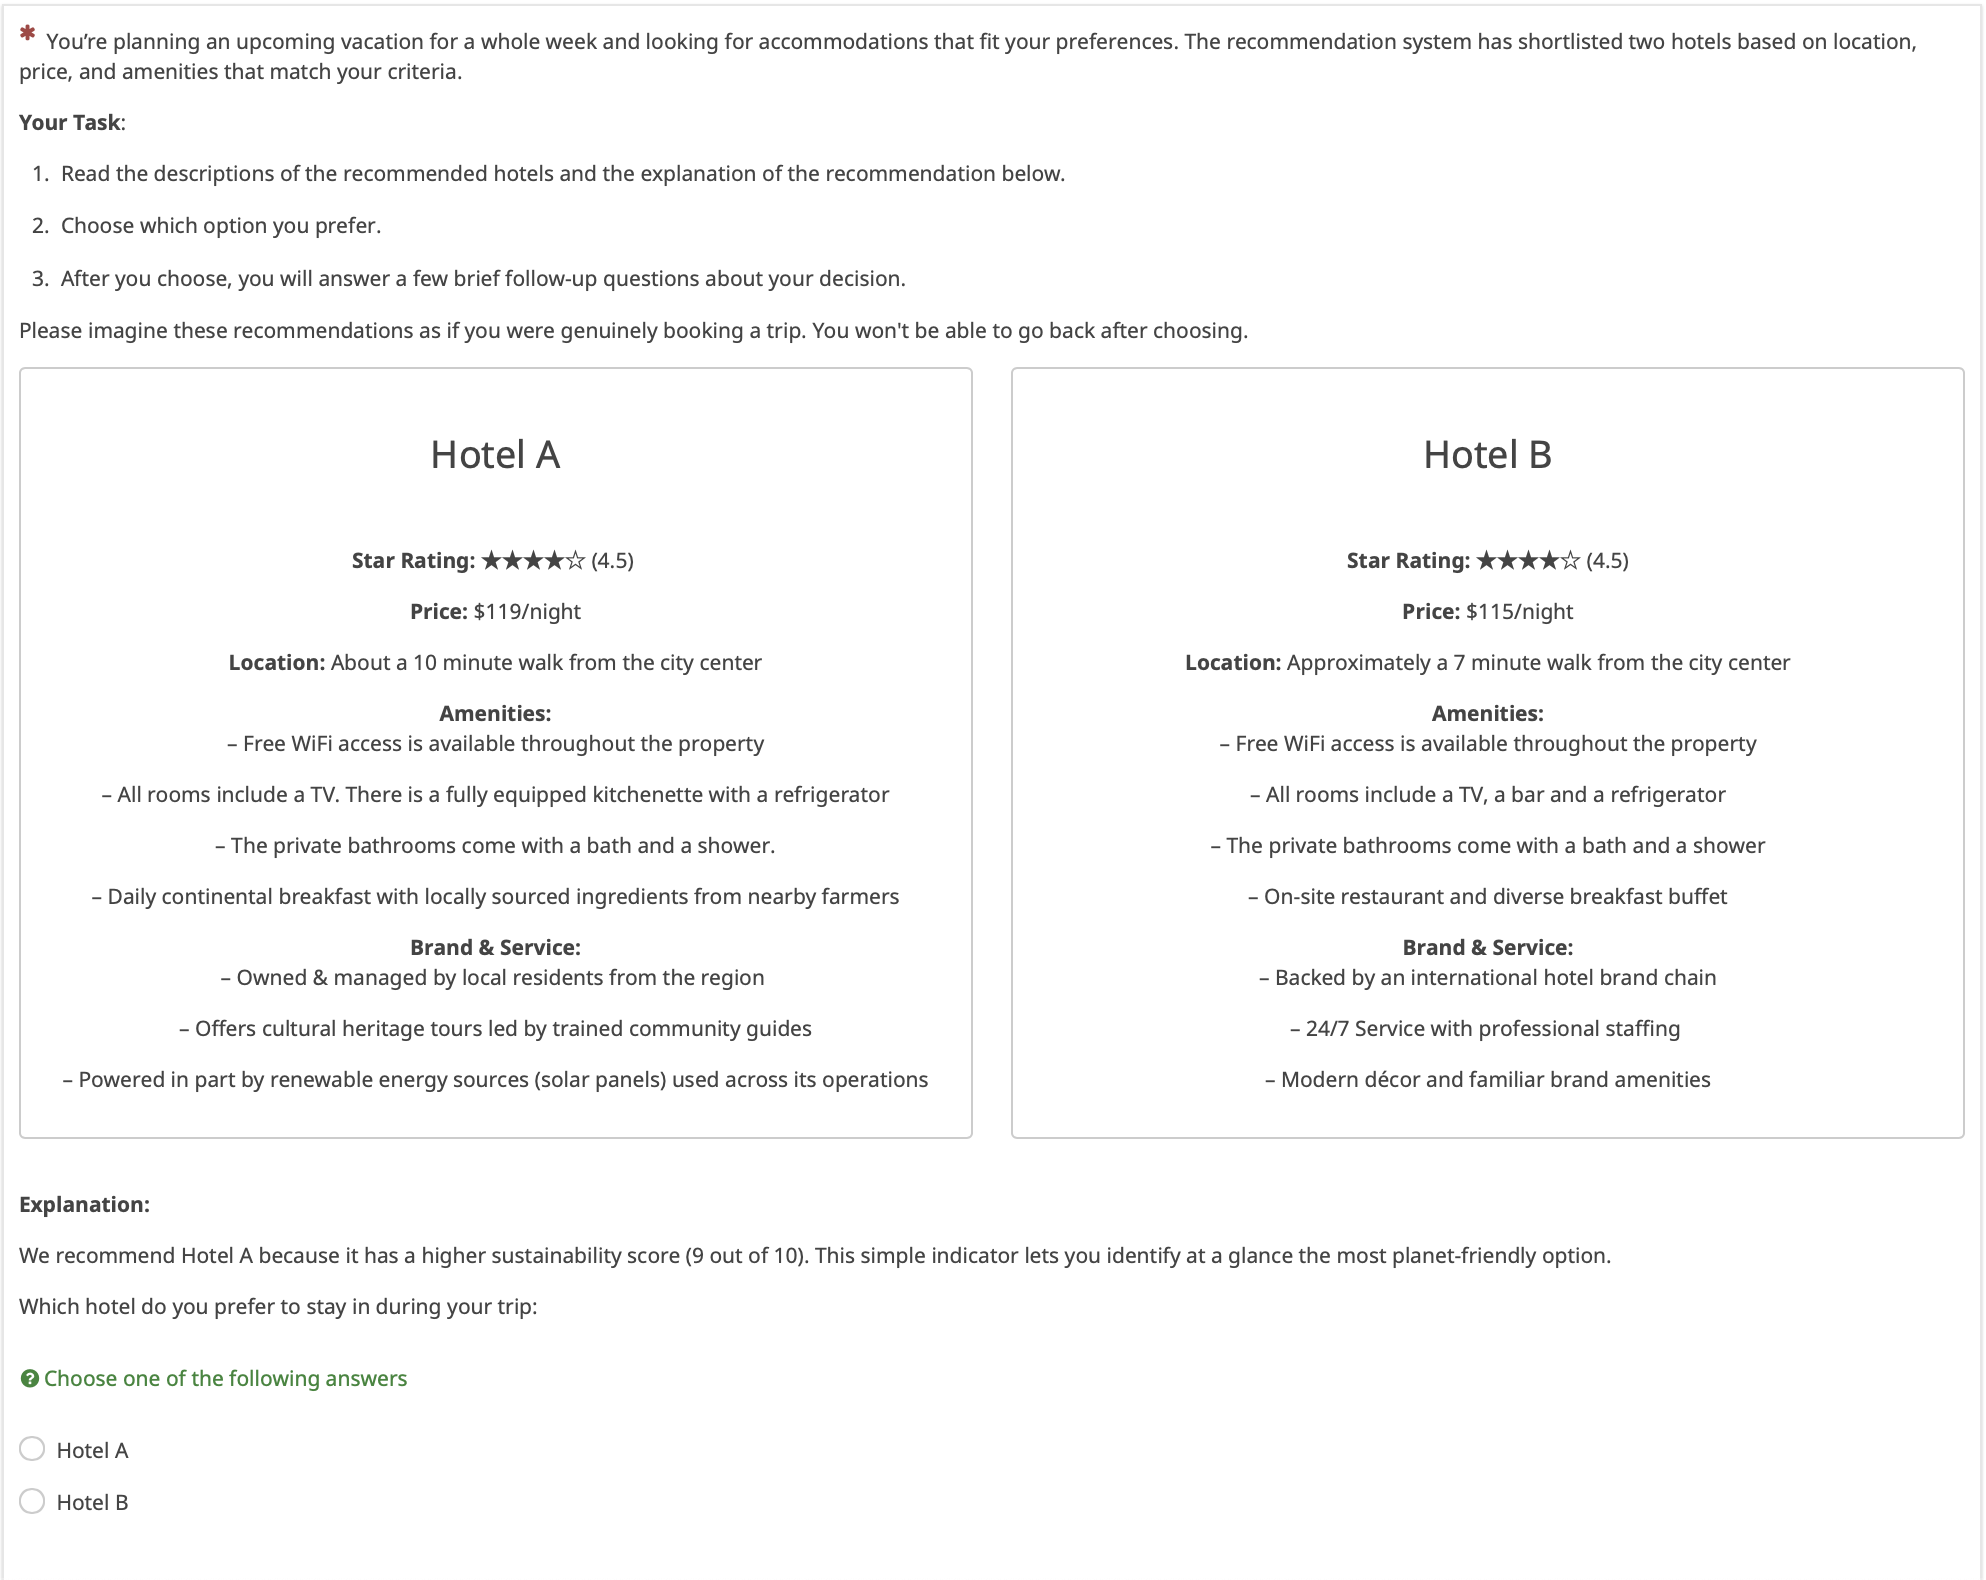 * You’re planning an upcoming vacation for a whole week and looking for accommodations that fit your preferences. The recommendation system has shortlisted two hotels based on location,
price, and amenities that match your criteria.
Your Task:
1. Read the descriptions of the recommended hotels and the explanation of the recommendation below.
2. Choose which option you prefer.
3. After you choose, you will answer a few brief follow-up questions about your decision.
Please imagine these recommendations as if you were genuinely booking a trip. You won't be able to go back after choosing.
Hotel A
Star Rating: ★★★★☆ (4.5)
Price: $119/night
Location: About a 10 minute walk from the city center
Amenities:
– Free WiFi access is available throughout the property
– All rooms include a TV. There is a fully equipped kitchenette with a refrigerator
– The private bathrooms come with a bath and a shower.
– Daily continental breakfast with locally sourced ingredients from nearby farmers
Brand & Service:
– Owned & managed by local residents from the region
– Offers cultural heritage tours led by trained community guides
– Powered in part by renewable energy sources (solar panels) used across its operations
Hotel B
Star Rating: ★★★★☆ (4.5)
Price: $115/night
Location: Approximately a 7 minute walk from the city center
Amenities:
– Free WiFi access is available throughout the property
– All rooms include a TV, a bar and a refrigerator
– The private bathrooms come with a bath and a shower
– On-site restaurant and diverse breakfast buffet
Brand & Service:
– Backed by an international hotel brand chain
– 24/7 Service with professional staffing
– Modern décor and familiar brand amenities
Explanation:
We recommend Hotel A because it has a higher sustainability score (9 out of 10). This simple indicator lets you identify at a glance the most planet-friendly option.
Which hotel do you prefer to stay in during your trip:
? Choose one of the following answers
Hotel A
Hotel B